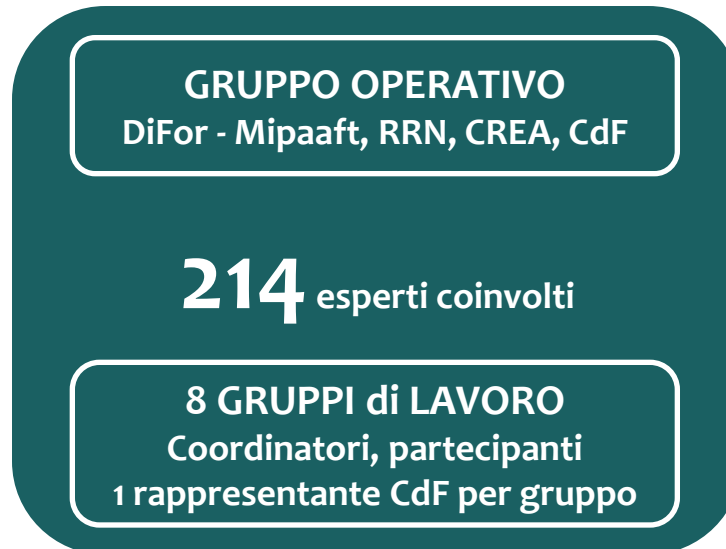 GRUPPO OPERATIVO
DiFor - Mipaaft, RRN, CREA, CdF
214 esperti coinvolti
8 GRUPPI di LAVORO
Coordinatori, partecipanti
1 rappresentante CdF per gruppo